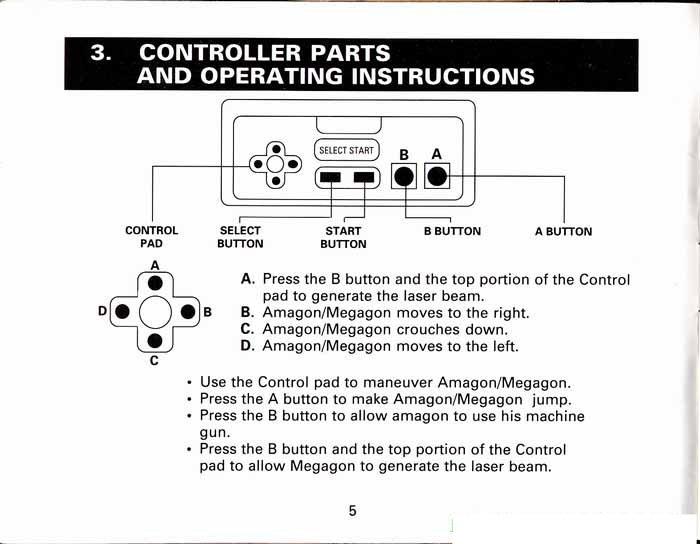 3. CONTROLLER PARTS
AND OPERATING INSTRUCTIONS
SELECT START
B A
CONTROL
PAD
SELECT
BUTTON
START
BUTTON
B BUTTON
A BUTTON
A
D
B
C
A. Press the B button and the top portion of the Control
pad to generate the laser beam.
B. Amagon/Megagon moves to the right.
C. Amagon/Megagon crouches down.
D. Amagon/Megagon moves to the left.
• Use the Control pad to maneuver Amagon/Megagon.
• Press the A button to make Amagon/Megagon jump.
• Press the B button to allow amagon to use his machine
gun.
• Press the B button and the top portion of the Control
pad to allow Megagon to generate the laser beam.
5